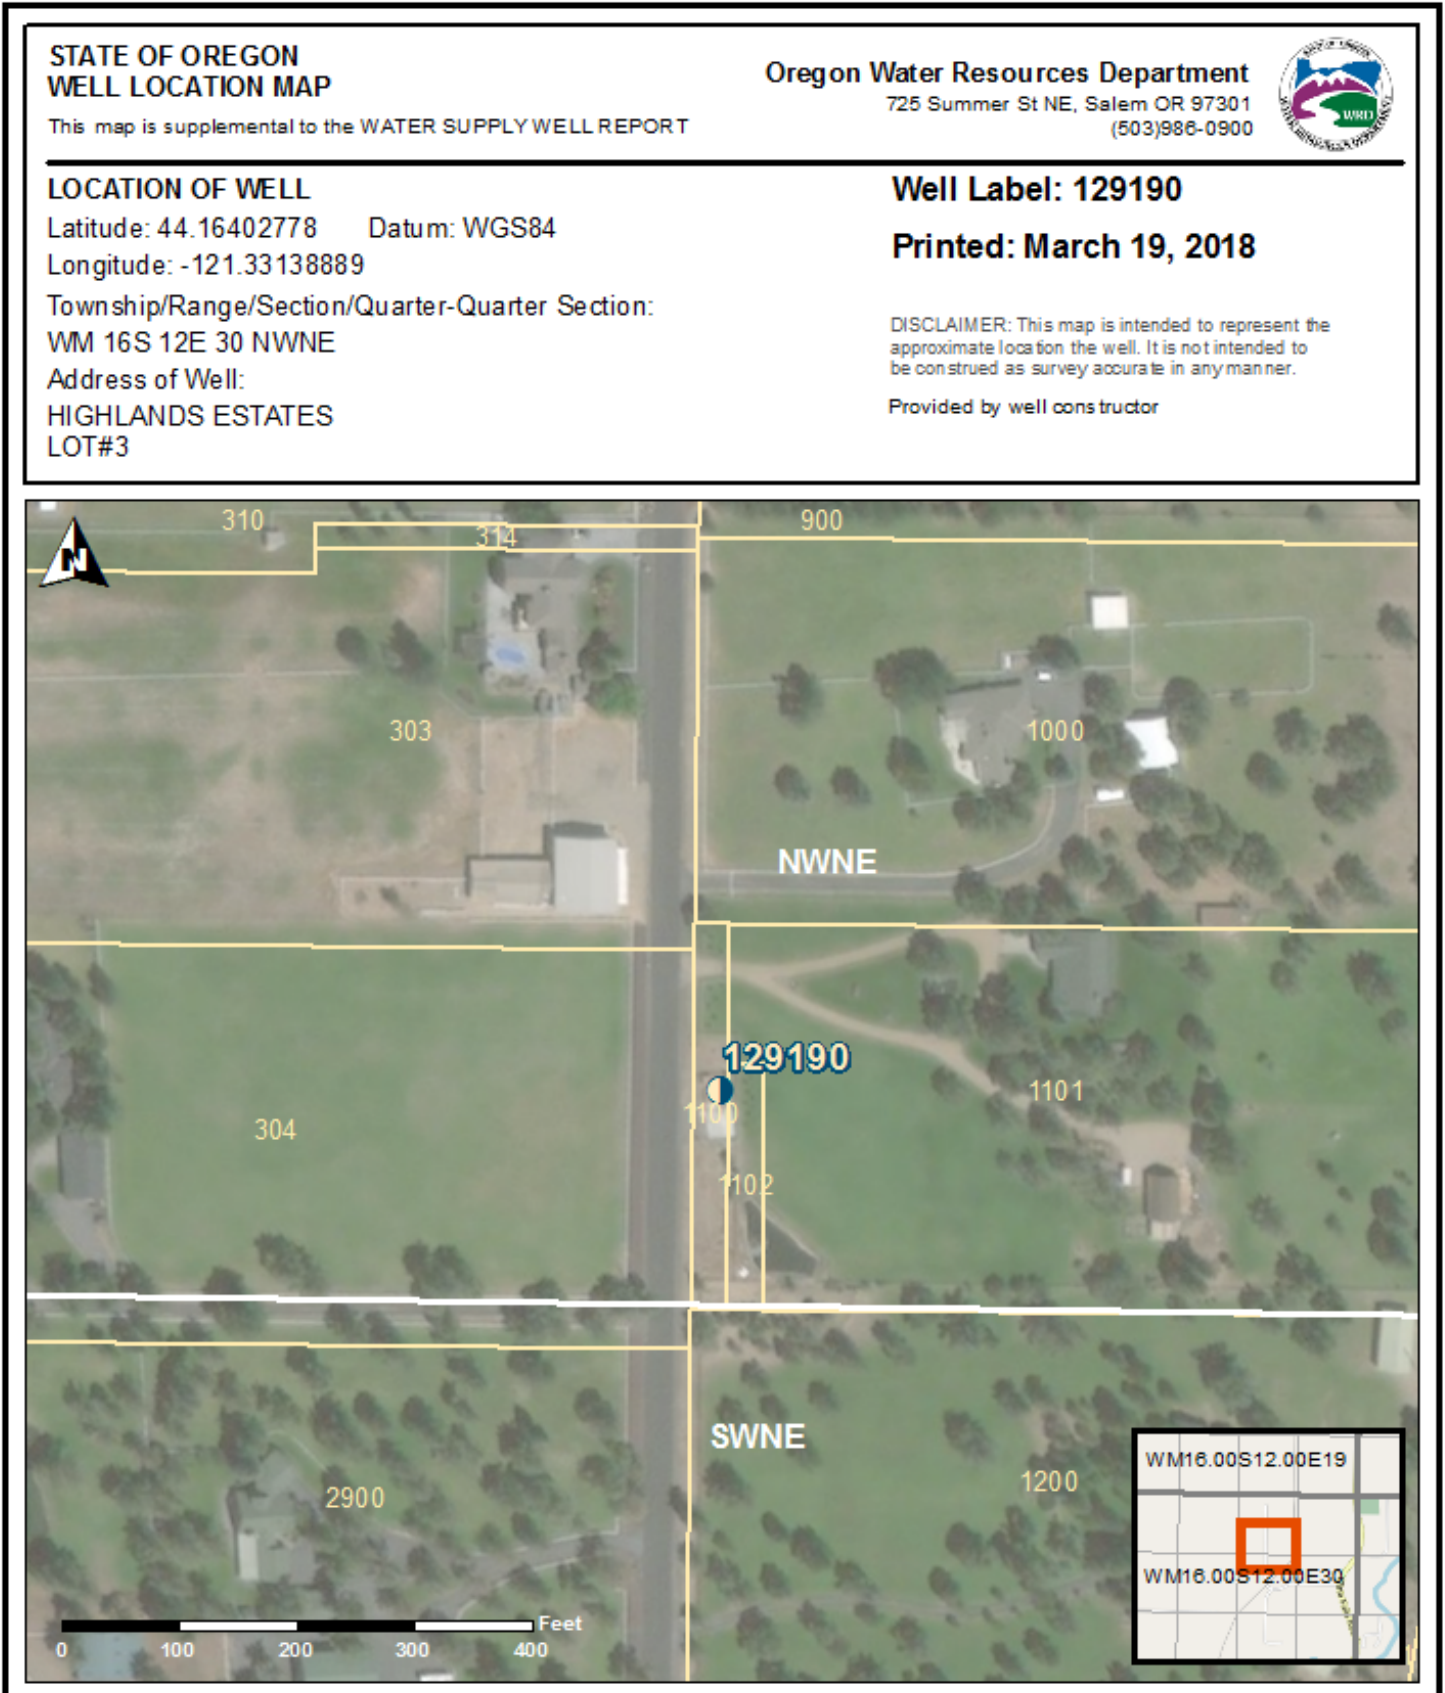 STATE OF OREGON
WELL LOCATION MAP
This map is supplemental to the WATER SUPPLY WELL REPORT
Oregon Water Resources Department
725 Summer St NE, Salem OR 97301
(503)986-0900
WRD
LOCATION OF WELL
Latitude: 44.16402778 Datum: WGS84
Longitude: -121.33138889
Township/Range/Section/Quarter-Quarter Section:
WM 16S 12E 30 NWNE
Address of Well:
HIGHLANDS ESTATES
LOT#3
Well Label: 129190
Printed: March 19, 2018
DISCLAIMER: This map is intended to represent the
approximate location the well. It is not intended to
be construed as survey accurate in any manner.
Provided by well constructor
310
314
900
N
303
1000
NWNE
129190
1100
1101
304
1102
SWNE
2900
1200
WM16.00S12.00E19
WM16.00S12.00E30
Feet
0 100 200 300 400